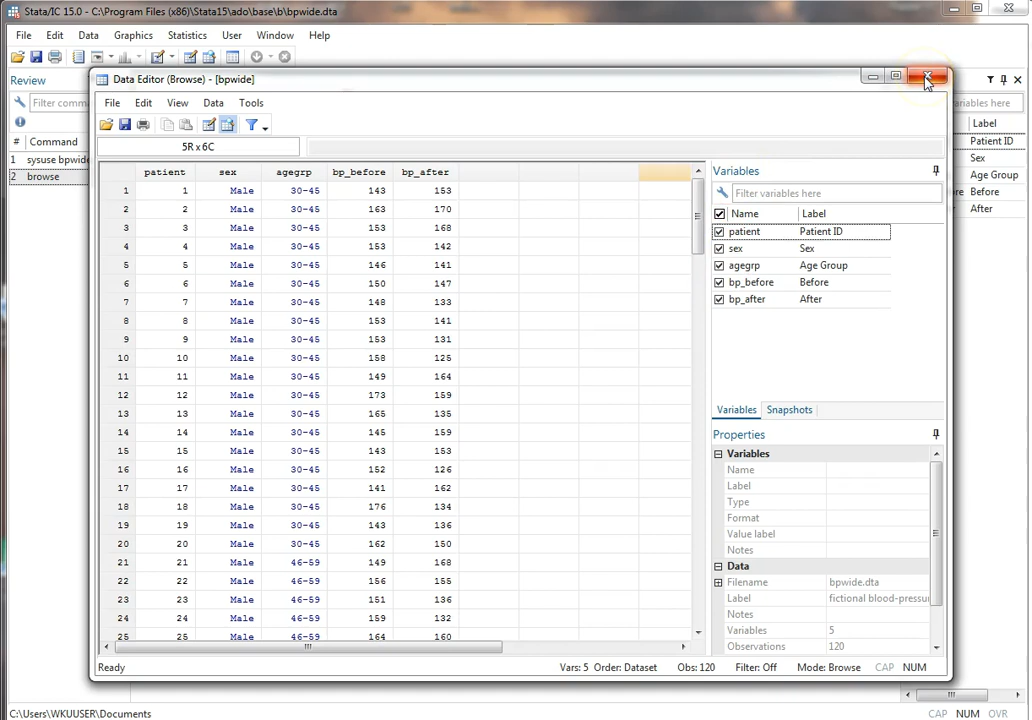 Stata/IC 15.0 - C:\Program Files (x86)\Stata15\ado\base\b\bpwide.dta
File Edit Data Graphics Statistics User Window Help
Review
Data Editor (Browse) - [bpwide]
Filter comm
ariables here
File Edit View Data Tools
# Command
Label
1 sysuse bpwide
Patient ID
2 browse
Sex
Age Group
ore Before
After
5R x 6C
patient sex agegrp bp_before bp_after
1 1 Male 30-45 143 153
2 2 Male 30-45 163 170
3 3 Male 30-45 153 168
4 4 Male 30-45 153 142
5 5 Male 30-45 146 141
6 6 Male 30-45 150 147
7 7 Male 30-45 148 133
8 8 Male 30-45 153 141
9 9 Male 30-45 153 131
10 10 Male 30-45 158 125
11 11 Male 30-45 149 164
12 12 Male 30-45 173 159
13 13 Male 30-45 165 135
14 14 Male 30-45 145 159
15 15 Male 30-45 143 153
16 16 Male 30-45 152 126
17 17 Male 30-45 141 162
18 18 Male 30-45 176 134
19 19 Male 30-45 143 136
20 20 Male 30-45 162 150
21 21 Male 46-59 149 168
22 22 Male 46-59 156 155
23 23 Male 46-59 151 136
24 24 Male 46-59 159 132
25 25 Male 46-59 164 160
Variables
Filter variables here
Name Label
patient Patient ID
sex Sex
agegrp Age Group
bp_before Before
bp_after After
Variables Snapshots
Properties
Variables
Name
Label
Type
Format
Value label
Notes
Data
Filename bpwide.dta
Label fictional blood-pressu
Notes
Variables 5
Observations 120
Ready Vars: 5 Order: Dataset Obs: 120 Filter: Off Mode: Browse CAP NUM
C:\Users\WKUUSER\Documents CAP NUM OVR